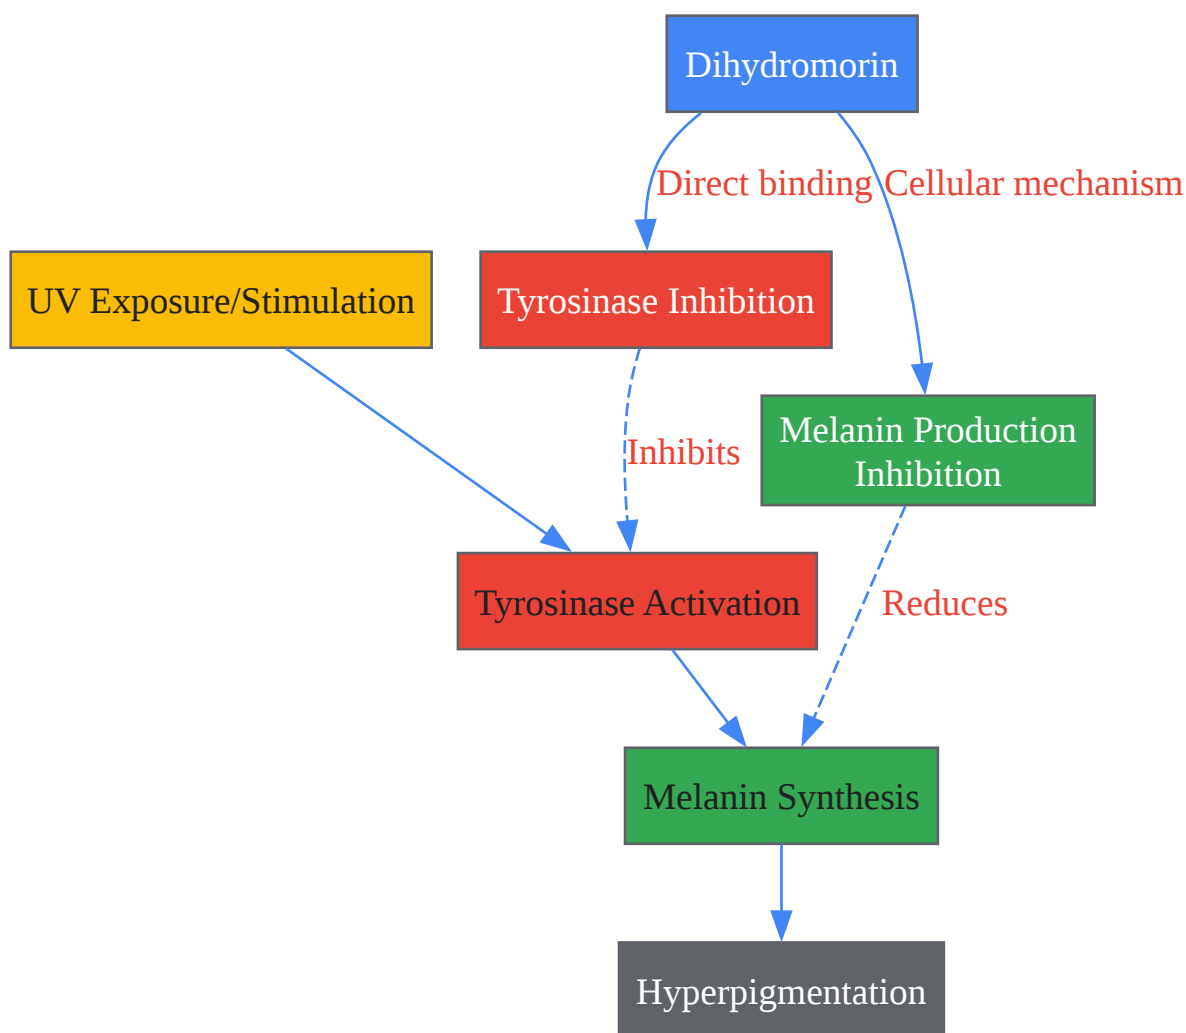 Dihydromorin
Direct binding
Cellular mechanism
UV Exposure/Stimulation
Tyrosinase Inhibition
Melanin Production
Inhibition
Inhibits
Tyrosinase Activation
Reduces
Melanin Synthesis
Hyperpigmentation